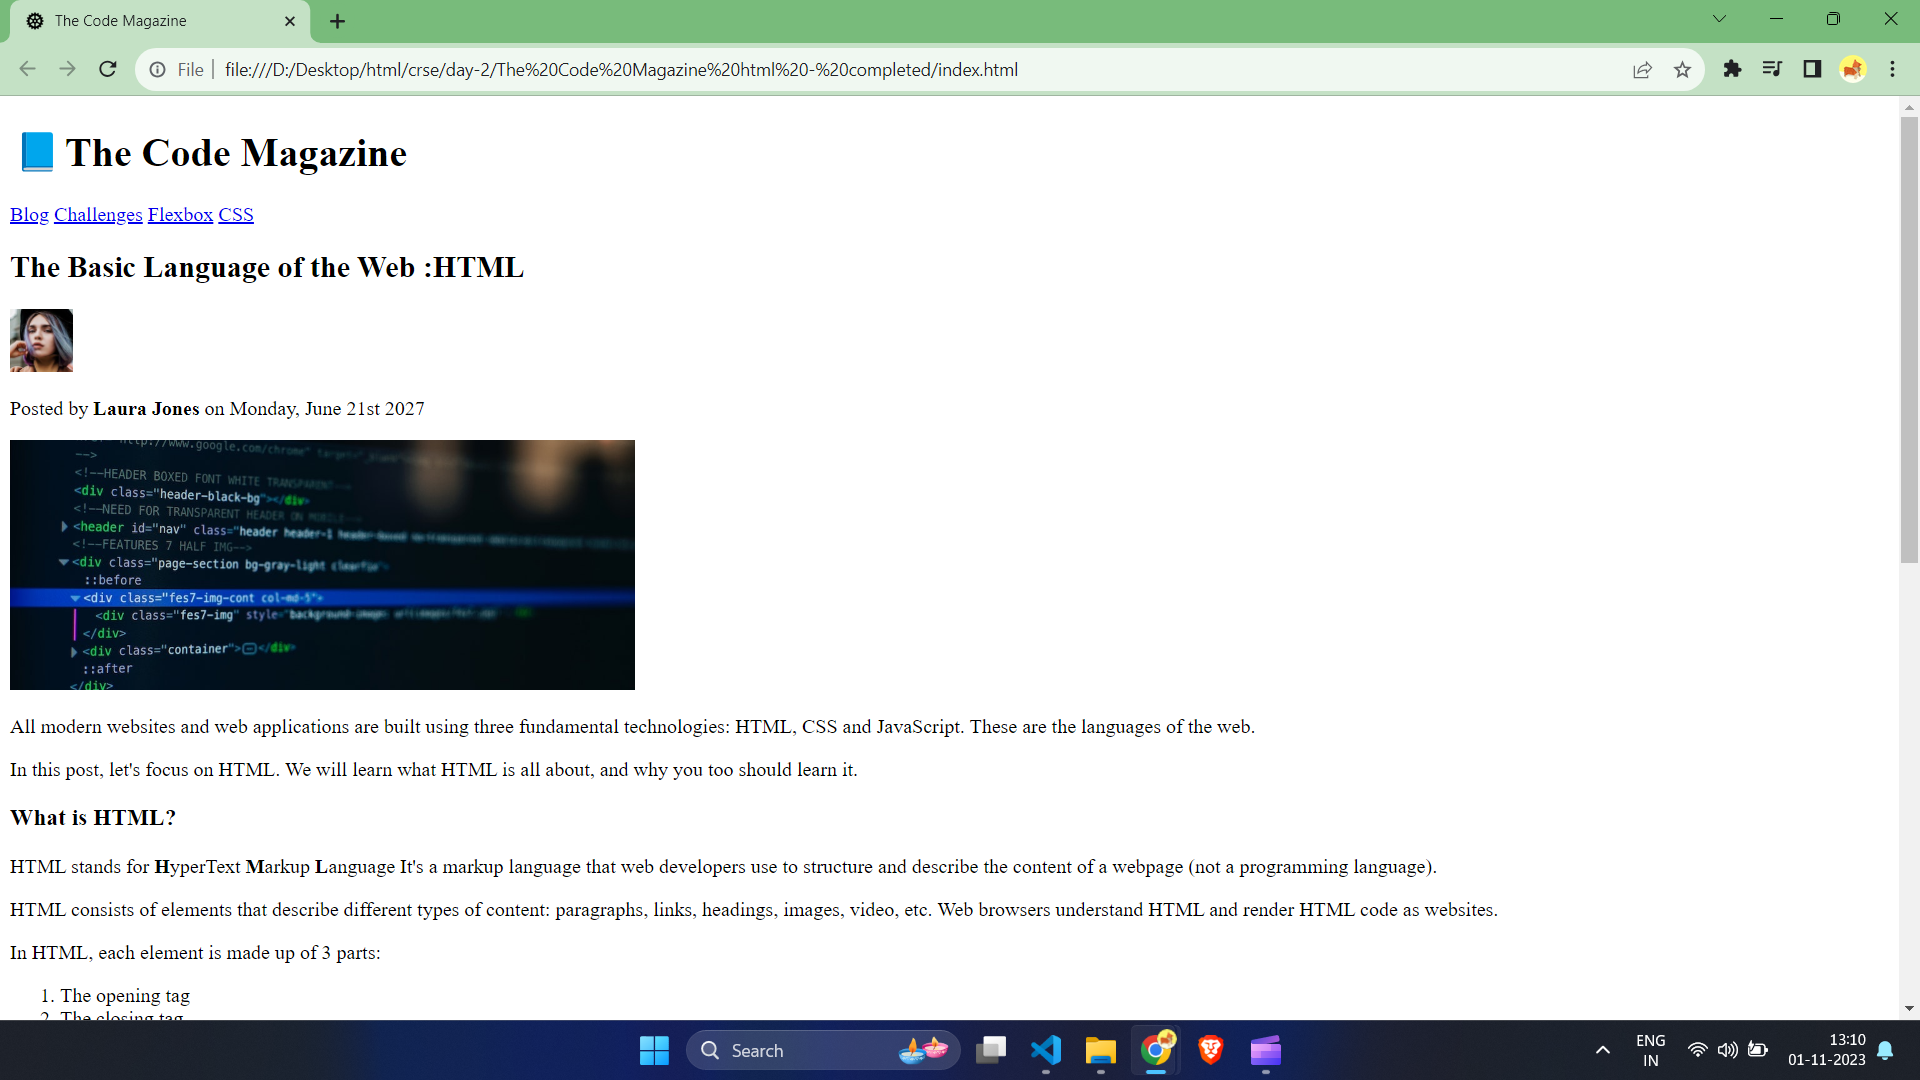 The Code Magazine
File
file:///D:/Desktop/html/crse/day-2/The%20Code%20Magazine%20html%20-%20completed/index.html
The Code Magazine
Blog Challenges Flexbox CSS
The Basic Language of the Web :HTML
Posted by Laura Jones on Monday, June 21st 2027
http://www.google.com/chrome"
-->
<!--HEADER BOXED FONT WHITE TRANSPARENT-->
<div class="header-black-bg"></div>
<!--NEED FOR TRANSPARENT HEADER ON MOBILE-->
<header id="nav" class="header header-1 header-boxed
<!--FEATURES 7 HALF IMG-->
<div class="page-section bg-gray-light clearfix">
::before
<div class="fes7-img-cont col-md-5">
<div class="fes7-img" style="background-image:
</div>
<div class="container"></div>
::after
</div>
All modern websites and web applications are built using three fundamental technologies: HTML, CSS and JavaScript. These are the languages of the web.
In this post, let's focus on HTML. We will learn what HTML is all about, and why you too should learn it.
What is HTML?
HTML stands for HyperText Markup Language It's a markup language that web developers use to structure and describe the content of a webpage (not a programming language).
HTML consists of elements that describe different types of content: paragraphs, links, headings, images, video, etc. Web browsers understand HTML and render HTML code as websites.
In HTML, each element is made up of 3 parts:
1. The opening tag
2. The closing tag
Search
ENG
IN
13:10
01-11-2023